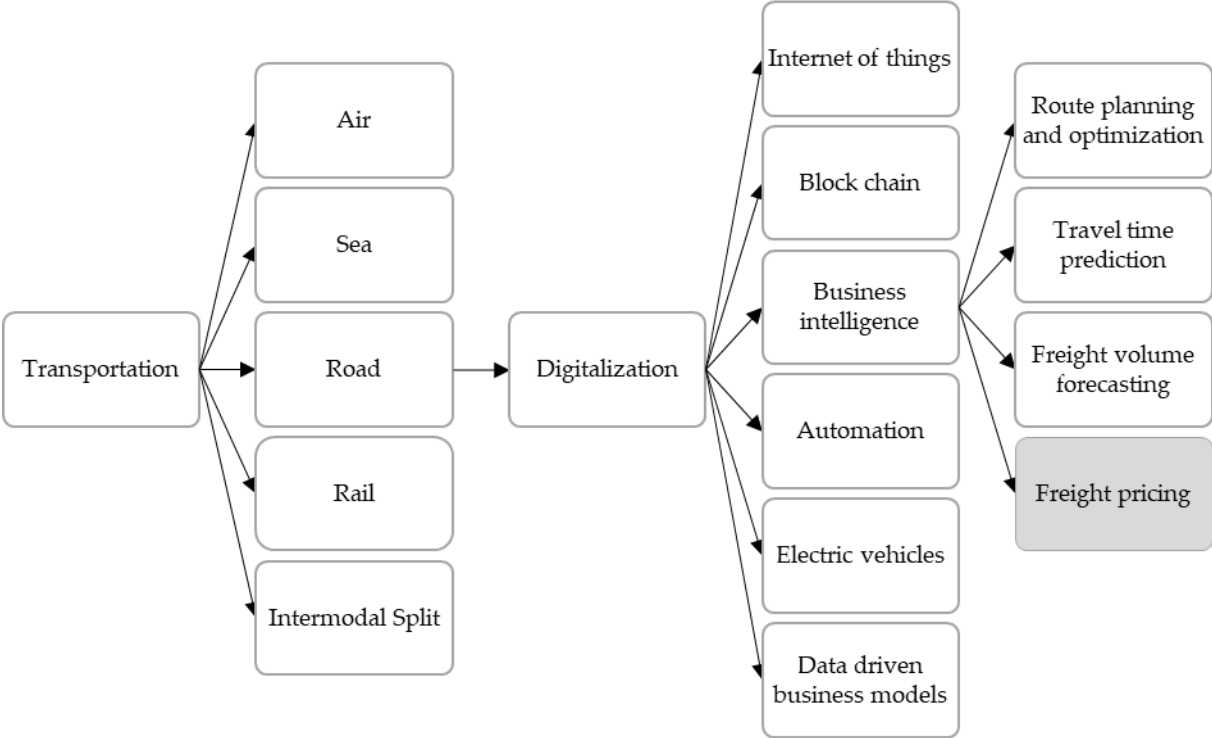 Transportation
Air
Sea
Road
Rail
Intermodal Split
Digitalization
Internet of things
Block chain
Business
intelligence
Automation
Electric vehicles
Data driven
business models
Route planning
and optimization
Travel time
prediction
Freight volume
forecasting
Freight pricing